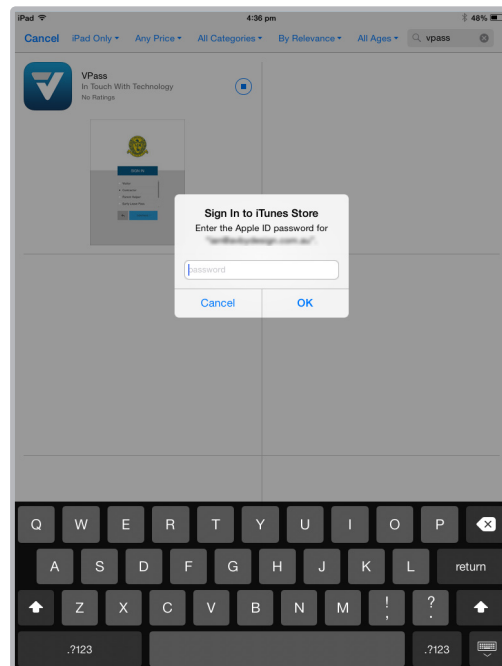 iPad 4:36 pm 48%
Cancel iPad Only All Categories Any Price By Relevance All Ages vpass
VPass
In Touch With Technology
No Ratings
SIGN IN
Sign In to iTunes Store
Enter the Apple ID password for
password
Cancel OK
Q W E R T Y U I O P
A S D F G H J K L return
Z X C V B N M ! , ? .
.?123 .?123